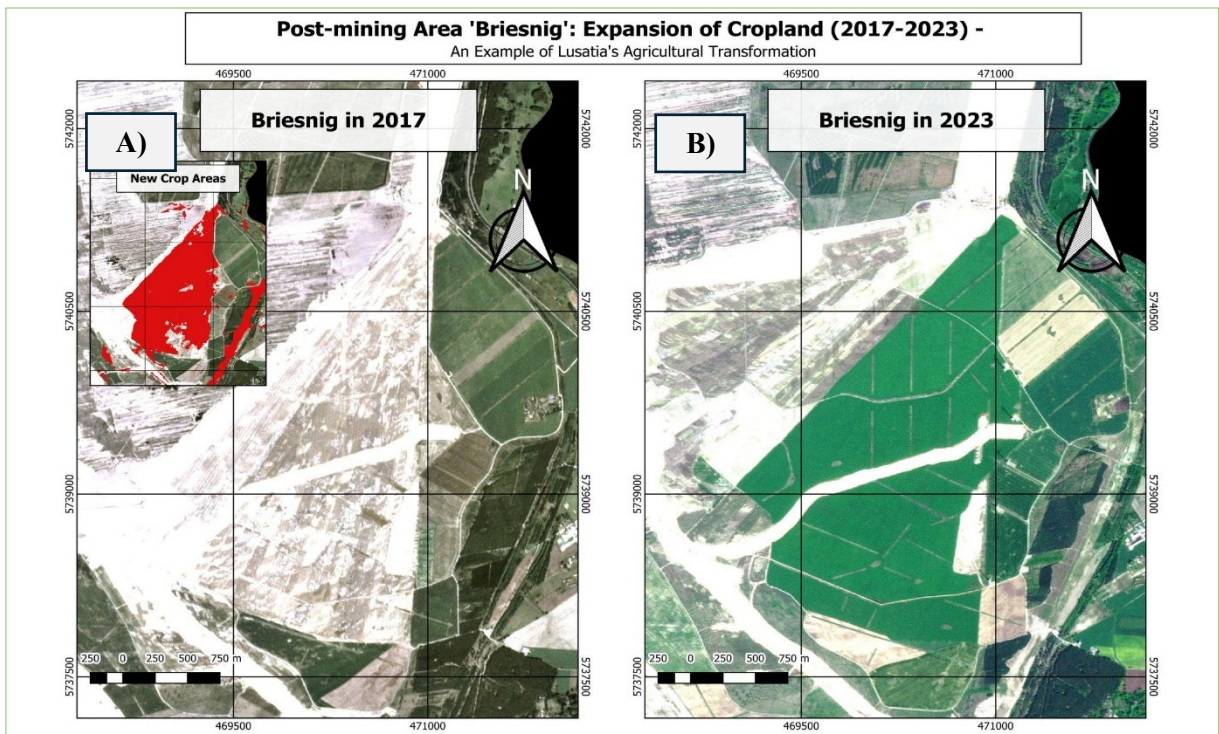 Post-mining Area 'Briesnig': Expansion of Cropland (2017-2023) -
An Example of Lusatia's Agricultural Transformation
469500 471000
469500 471000
A)
Briesnig in 2017
New Crop Areas
N
5742000
5740500
5739000
5737500
5742000
5740500
5739000
5737500
250 0 250 500 750 m
469500 471000
B)
Briesnig in 2023
N
5742000
5740500
5739000
5737500
5742000
5740500
5739000
5737500
250 0 250 500 750 m
469500 471000